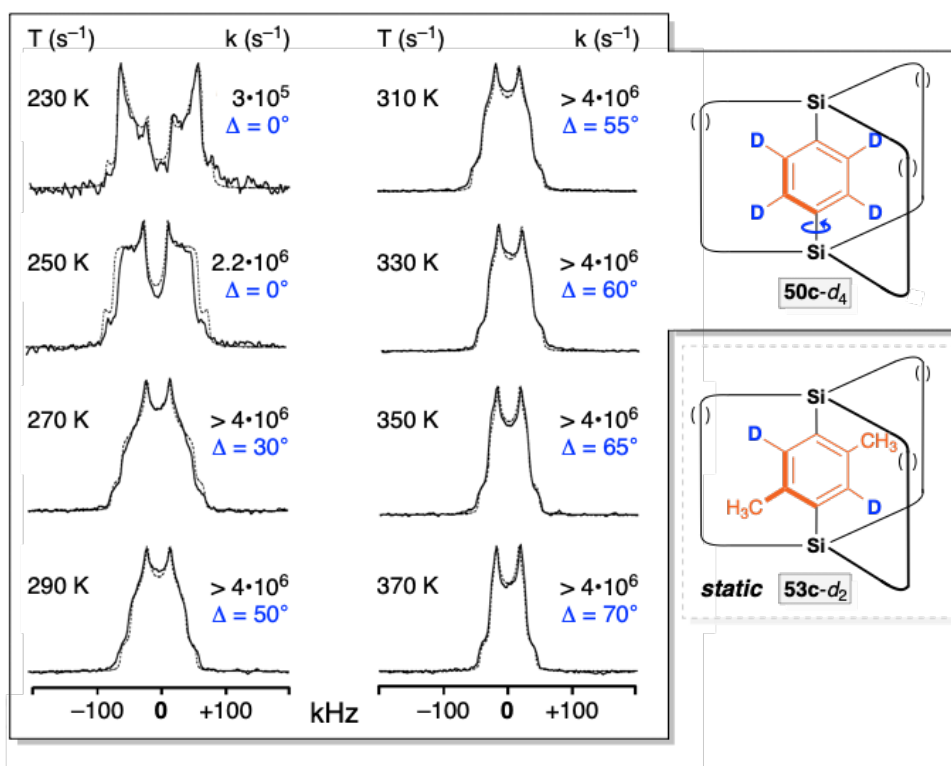 T (s⁻¹) k (s⁻¹) T (s⁻¹) k (s⁻¹)
230 K 3•10⁵
Δ = 0°
310 K > 4•10⁶
Δ = 55°
250 K 2.2•10⁶
Δ = 0°
330 K > 4•10⁶
Δ = 60°
270 K > 4•10⁶
Δ = 30°
350 K > 4•10⁶
Δ = 65°
290 K > 4•10⁶
Δ = 50°
370 K > 4•10⁶
Δ = 70°
–100 0 +100 kHz –100 0 +100
Si
( )
( )
D D
( )
D D
Si
50c-d₄
Si
( )
( )
D
CH₃
( )
H₃C
D
Si
static 53c-d₂